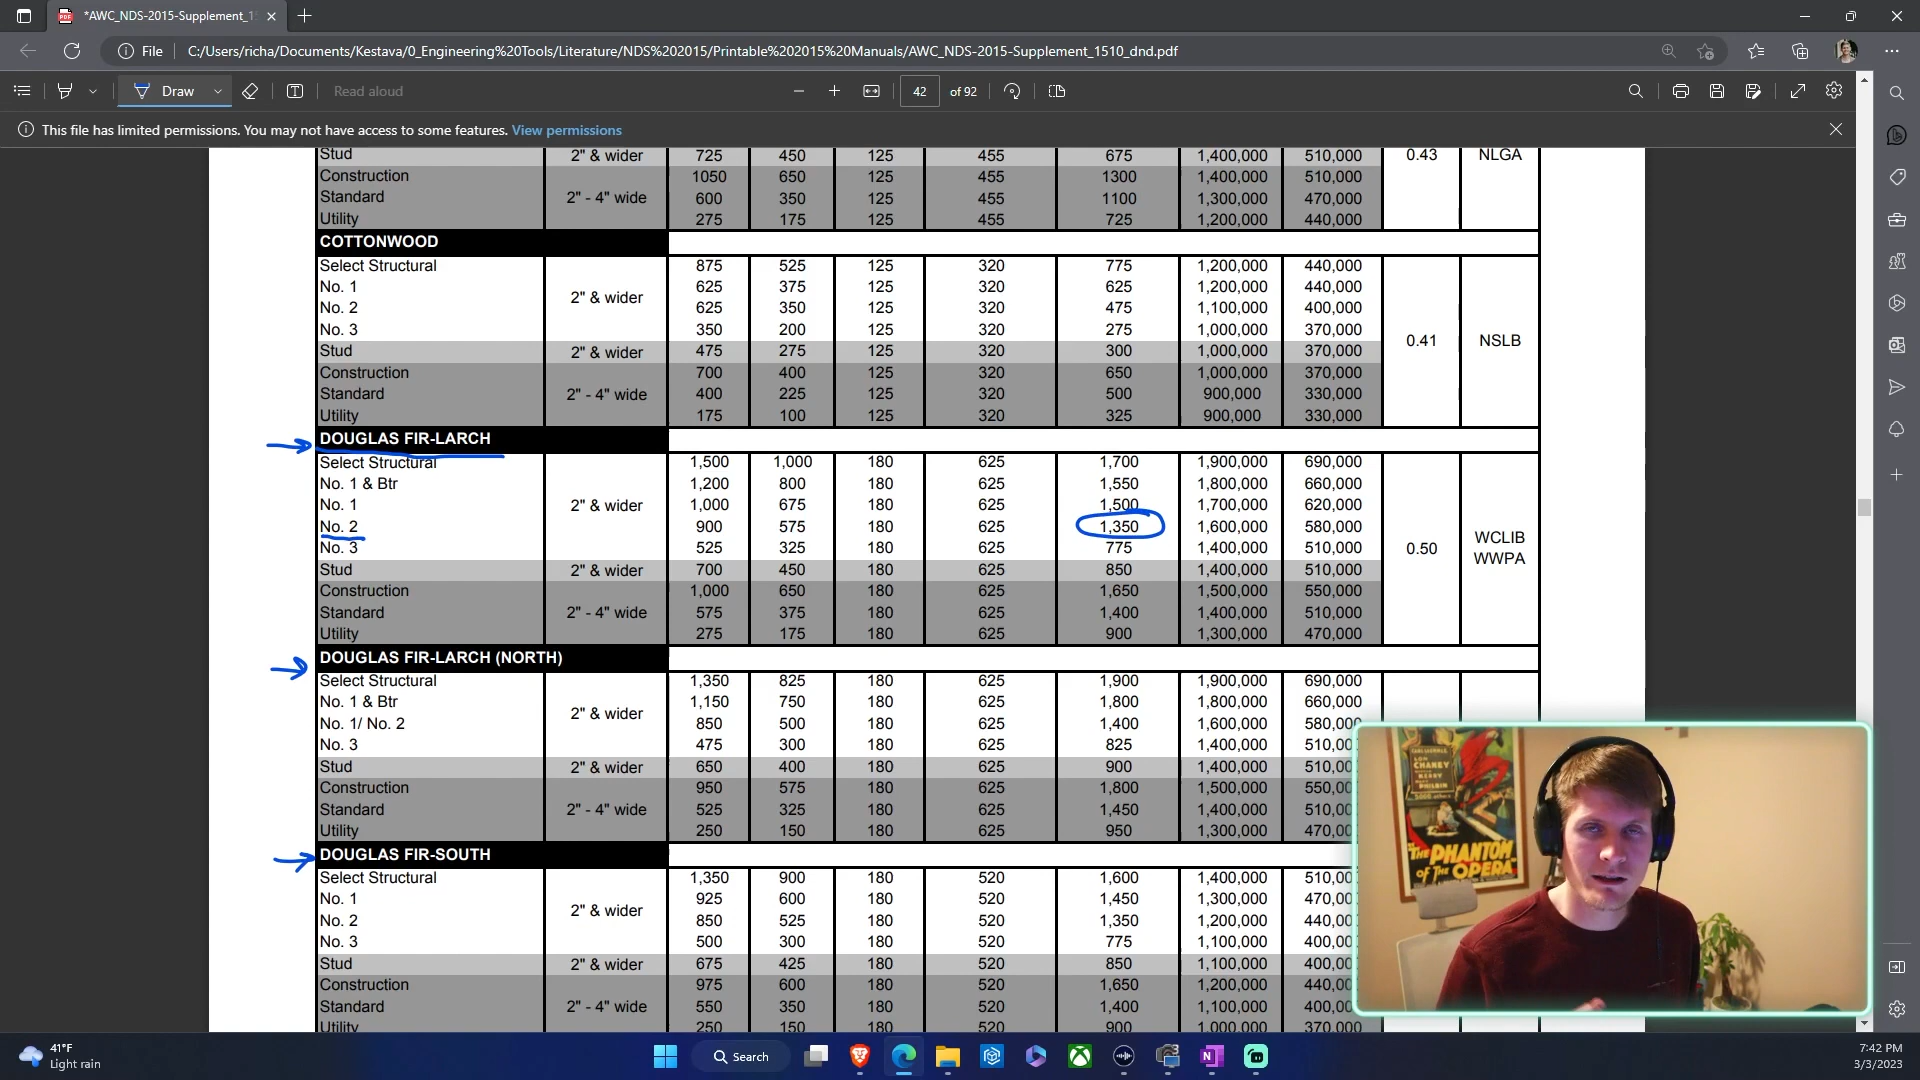 *AWC_NDS-2015-Supplement_15
File C:/Users/richa/Documents/Kestava/0_Engineering%20Tools/Literature/NDS%202015/Printable%202015%20Manuals/AWC_NDS-2015-Supplement_1510_dnd.pdf
Draw Read aloud 42 of 92
This file has limited permissions. You may not have access to some features. View permissions
Stud 2" & wider 725 450 125 455 675 1,400,000 510,000 0.43 NLGA
Construction 1050 650 125 455 1300 1,400,000 510,000
Standard 2" - 4" wide 600 350 125 455 1100 1,300,000 470,000
Utility 275 175 125 455 725 1,200,000 440,000
COTTONWOOD
Select Structural 875 525 125 320 775 1,200,000 440,000
No. 1 2" & wider 625 375 125 320 625 1,200,000 440,000
No. 2 625 350 125 320 475 1,100,000 400,000
No. 3 350 200 125 320 275 1,000,000 370,000
0.41 NSLB
Stud 2" & wider 475 275 125 320 300 1,000,000 370,000
Construction 700 400 125 320 650 1,000,000 370,000
Standard 2" - 4" wide 400 225 125 320 500 900,000 330,000
Utility 175 100 125 320 325 900,000 330,000
DOUGLAS FIR-LARCH
Select Structural 1,500 1,000 180 625 1,700 1,900,000 690,000
No. 1 & Btr 1,200 800 180 625 1,550 1,800,000 660,000
No. 1 2" & wider 1,000 675 180 625 1,500 1,700,000 620,000
No. 2 900 575 180 625 1,350 1,600,000 580,000
No. 3 525 325 180 625 775 1,400,000 510,000
0.50 WCLIB
WWPA
Stud 2" & wider 700 450 180 625 850 1,400,000 510,000
Construction 1,000 650 180 625 1,650 1,500,000 550,000
Standard 2" - 4" wide 575 375 180 625 1,400 1,400,000 510,000
Utility 275 175 180 625 900 1,300,000 470,000
DOUGLAS FIR-LARCH (NORTH)
Select Structural 1,350 825 180 625 1,900 1,900,000 690,000
No. 1 & Btr 2" & wider 1,150 750 180 625 1,800 1,800,000 660,000
No. 1/ No. 2 850 500 180 625 1,400 1,600,000 580,000
No. 3 475 300 180 625 825 1,400,000 510,00
Stud 2" & wider 650 400 180 625 900 1,400,000 510,00
Construction 950 575 180 625 1,800 1,500,000 550,00
Standard 2" - 4" wide 525 325 180 625 1,450 1,400,000 510,00
Utility 250 150 180 625 950 1,300,000 470,00
DOUGLAS FIR-SOUTH
Select Structural 1,350 900 180 520 1,600 1,400,000 510,00
No. 1 2" & wider 925 600 180 520 1,450 1,300,000 470,00
No. 2 850 525 180 520 1,350 1,200,000 440,00
No. 3 500 300 180 520 775 1,100,000 400,00
Stud 2" & wider 675 425 180 520 850 1,100,000 400,00
Construction 975 600 180 520 1,650 1,200,000 440,00
Standard 2" - 4" wide 550 350 180 520 1,400 1,100,000 400,00
Utility 250 150 180 520 900 1,000,000 370,000
LON
CHANEY
MARY
PHILBIN
"THE PHANTOM
OF THE OPERA"
41°F
Light rain
Search
7:42 PM
3/3/2023